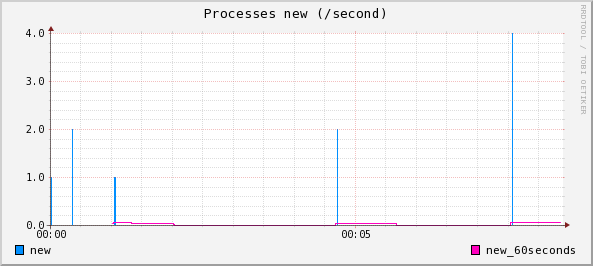 Processes new (/second)
RRDTOOL / TOBI OETIKER
4.0
3.0
2.0
1.0
0.0
00:00 00:05
new new_60seconds